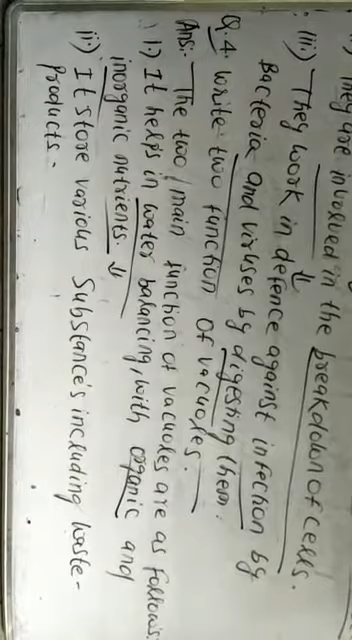 They are involved in the breakdown of cells.
(iii) They work in defence against infection by
Bacteria and viruses by digesting them.
Q.4. write two function of vacuoles.
Ans:- The two main function of vacuoles are as follows:
i.) It helps in water balancing, with organic and
inorganic nutrients.
ii) It store various Substance's including waste-
products.